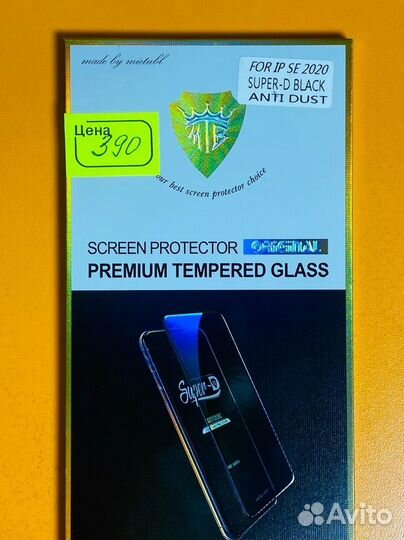 made by mietubl
FOR IP SE 2020
SUPER-D BLACK
ANTI DUST
MTB
Цена
390
our best screen protector choice
SCREEN PROTECTOR ORIGINAL
PREMIUM TEMPERED GLASS
Super-D
Avito